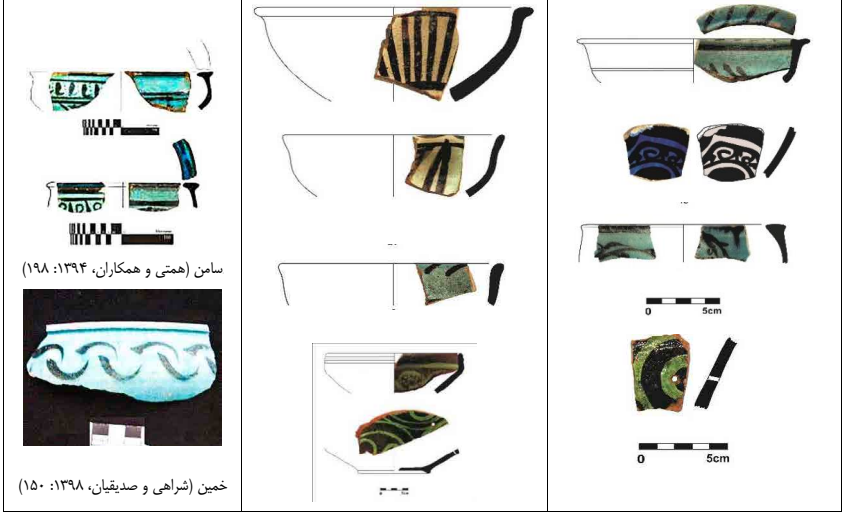 سامن (همتی و همکاران، ۱۳۹۴: ۱۹۸)
خمین (شراهی و صدیقیان، ۱۳۹۸: ۱۵۰)
0 5cm
0 5cm